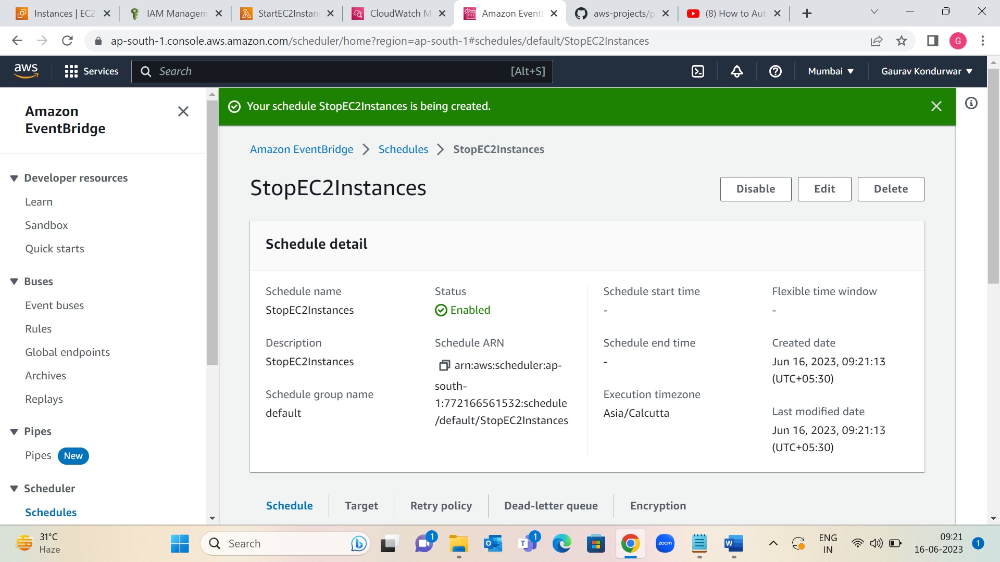 Instances | EC2
IAM Managem
StartEC2Instan
CloudWatch M
Amazon Event
aws-projects/p
(8) How to Aut
ap-south-1.console.aws.amazon.com/scheduler/home?region=ap-south-1#schedules/default/StopEC2Instances
G
aws
Services
Search
[Alt+S]
Mumbai
Gaurav Kondurwar
Amazon
EventBridge
Developer resources
Learn
Sandbox
Quick starts
Buses
Event buses
Rules
Global endpoints
Archives
Replays
Pipes
Pipes New
Scheduler
Schedules
Your schedule StopEC2Instances is being created.
Amazon EventBridge
Schedules
StopEC2Instances
StopEC2Instances
Disable
Edit
Delete
Schedule detail
Schedule name
StopEC2Instances
Description
StopEC2Instances
Schedule group name
default
Status
Enabled
Schedule ARN
arn:aws:scheduler:ap-
south-
1:772166561532:schedule
/default/StopEC2Instances
Schedule start time
-
Schedule end time
-
Execution timezone
Asia/Calcutta
Flexible time window
-
Created date
Jun 16, 2023, 09:21:13
(UTC+05:30)
Last modified date
Jun 16, 2023, 09:21:13
(UTC+05:30)
Schedule
Target
Retry policy
Dead-letter queue
Encryption
31°C
Haze
Search
1
1
zoom
ENG
IN
09:21
16-06-2023
1